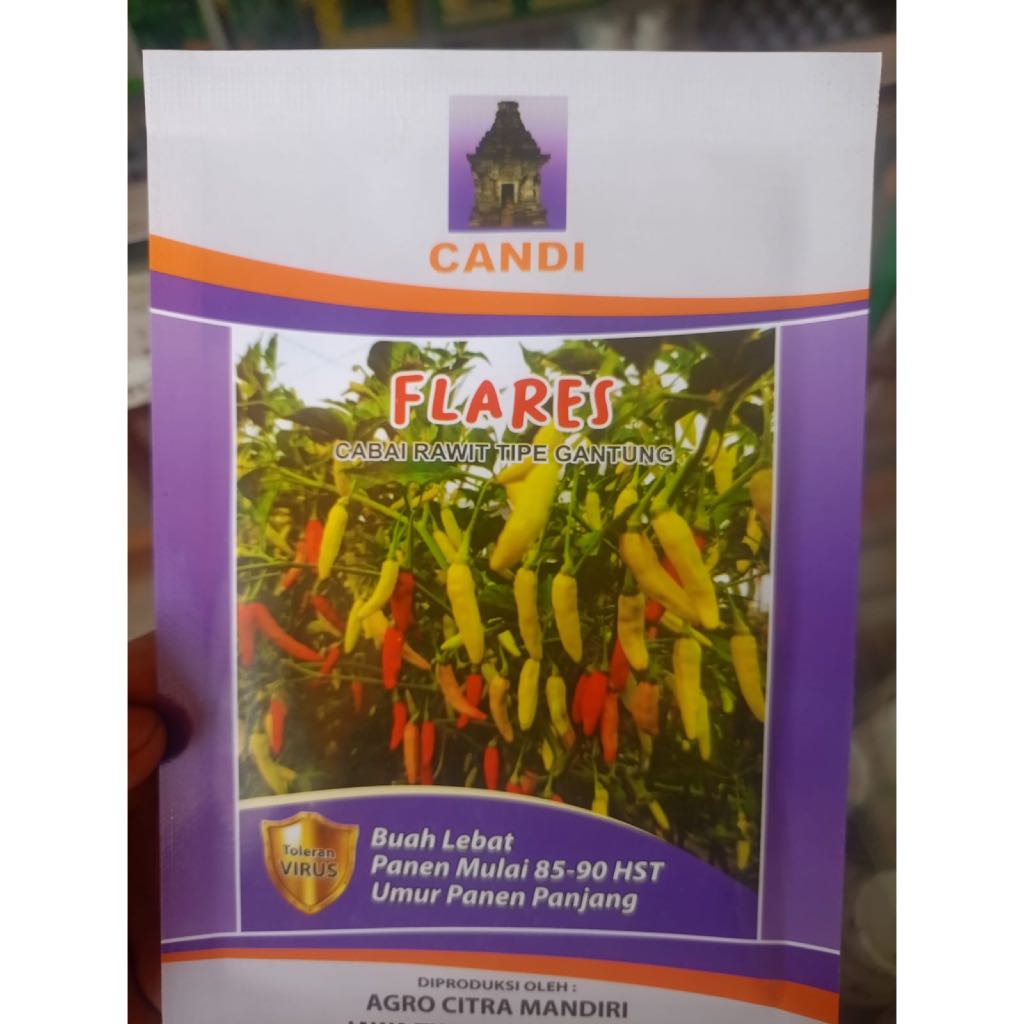 CANDI
FLARES
CABAI RAWIT TIPE GANTUNG
Toleran
VIRUS
Buah Lebat
Panen Mulai 85-90 HST
Umur Panen Panjang
DIPRODUKSI OLEH :
AGRO CITRA MANDIRI